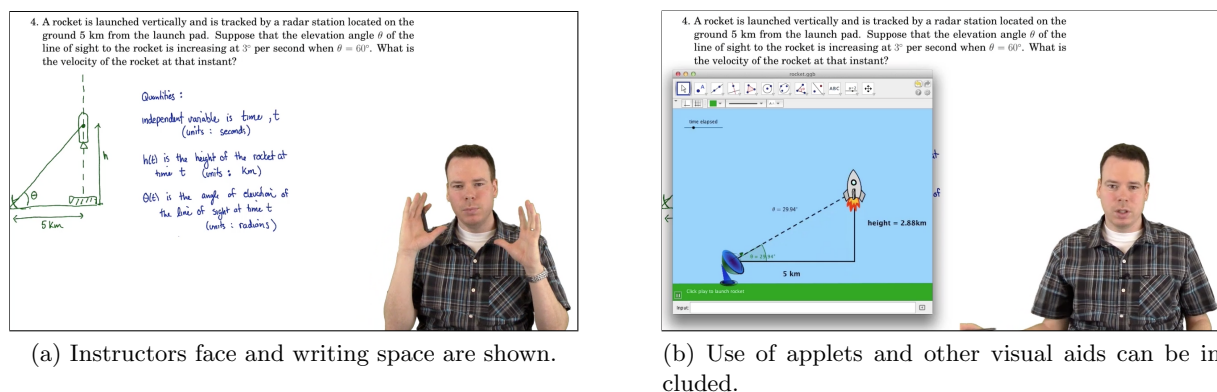 4. A rocket is launched vertically and is tracked by a radar station located on the
ground 5 km from the launch pad. Suppose that the elevation angle θ of the
line of sight to the rocket is increasing at 3° per second when θ = 60°. What is
the velocity of the rocket at that instant?
Quantities :
independent variable is time , t
(units : seconds)
h(t) is the height of the rocket at
time t (units : km)
θ(t) is the angle of elevation of
the line of sight at time t
(units : radians)
h
θ
5 km
(a) Instructors face and writing space are shown.
4. A rocket is launched vertically and is tracked by a radar station located on the
ground 5 km from the launch pad. Suppose that the elevation angle θ of the
line of sight to the rocket is increasing at 3° per second when θ = 60°. What is
the velocity of the rocket at that instant?
rocket.ggb
ABC
time elapsed
θ = 29.94°
height = 2.88km
θ = 29.94°
5 km
Click play to launch rocket
Input:
at
of
(b) Use of applets and other visual aids can be in
cluded.